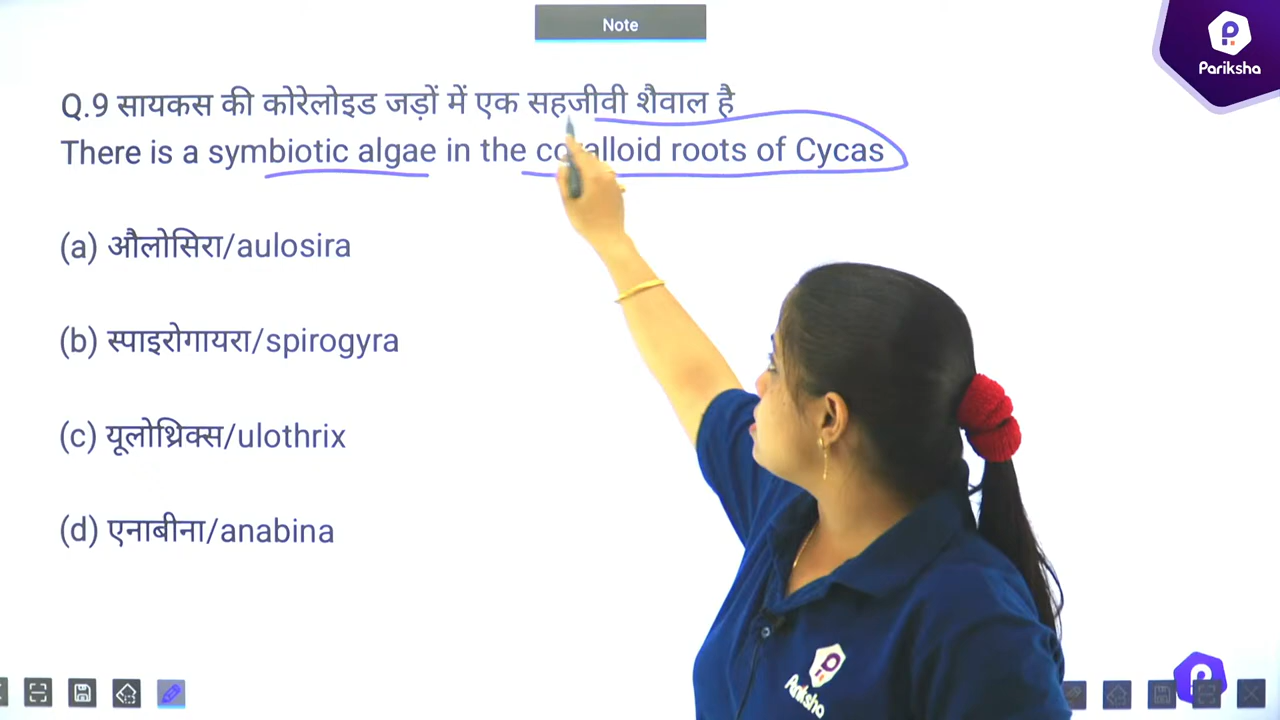 Note
Pariksha
Q.9 सायकस की कोरेलोइड जड़ों में एक सहजीवी शैवाल है
There is a symbiotic algae in the coralloid roots of Cycas
(a) औलोसिरा/aulosira
(b) स्पाइरोगायरा/spirogyra
(c) यूलोथ्रिक्स/ulothrix
(d) एनाबीना/anabina
Pariksha